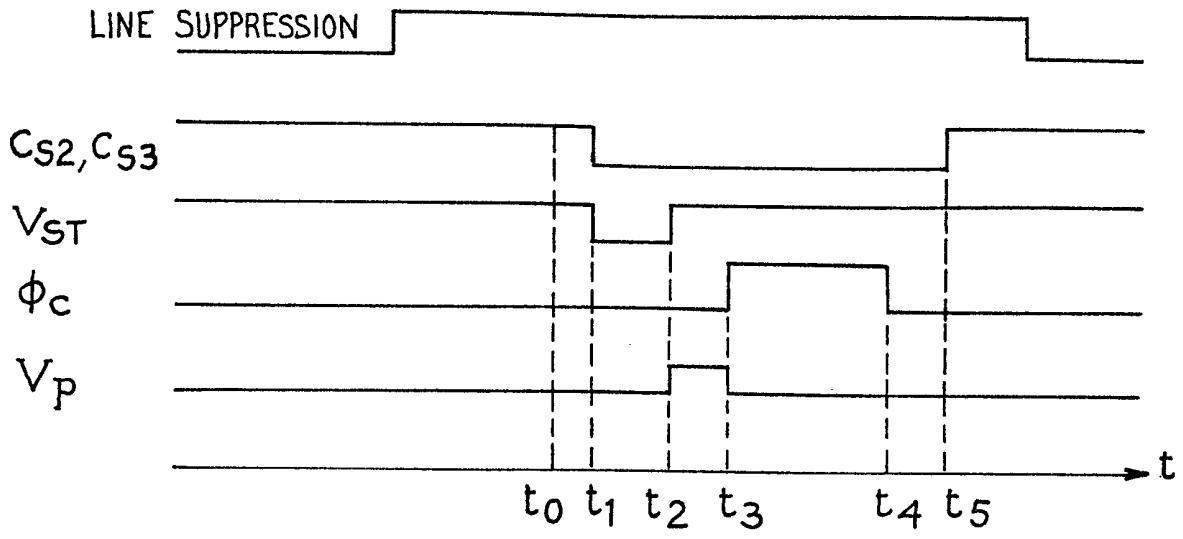 LINE SUPPRESSION
CS2, CS3
VST
ϕc
Vp
t
t0 t1 t2 t3 t4 t5